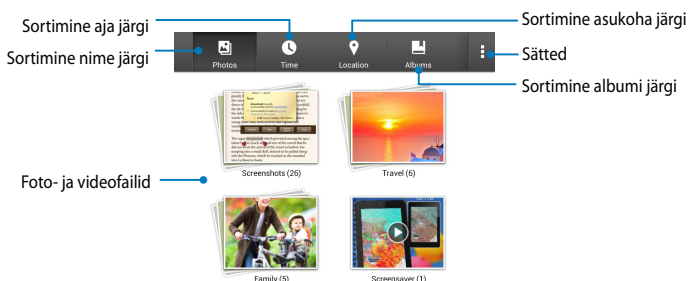 Sortimine aja järgi
Sortimine asukoha järgi
Sortimine nime järgi
Sätted
Photos
Time
Location
Albums
Sortimine albumi järgi
Screenshots (26)
Travel (6)
Foto- ja videofailid
Family (5)
Screensaver (1)